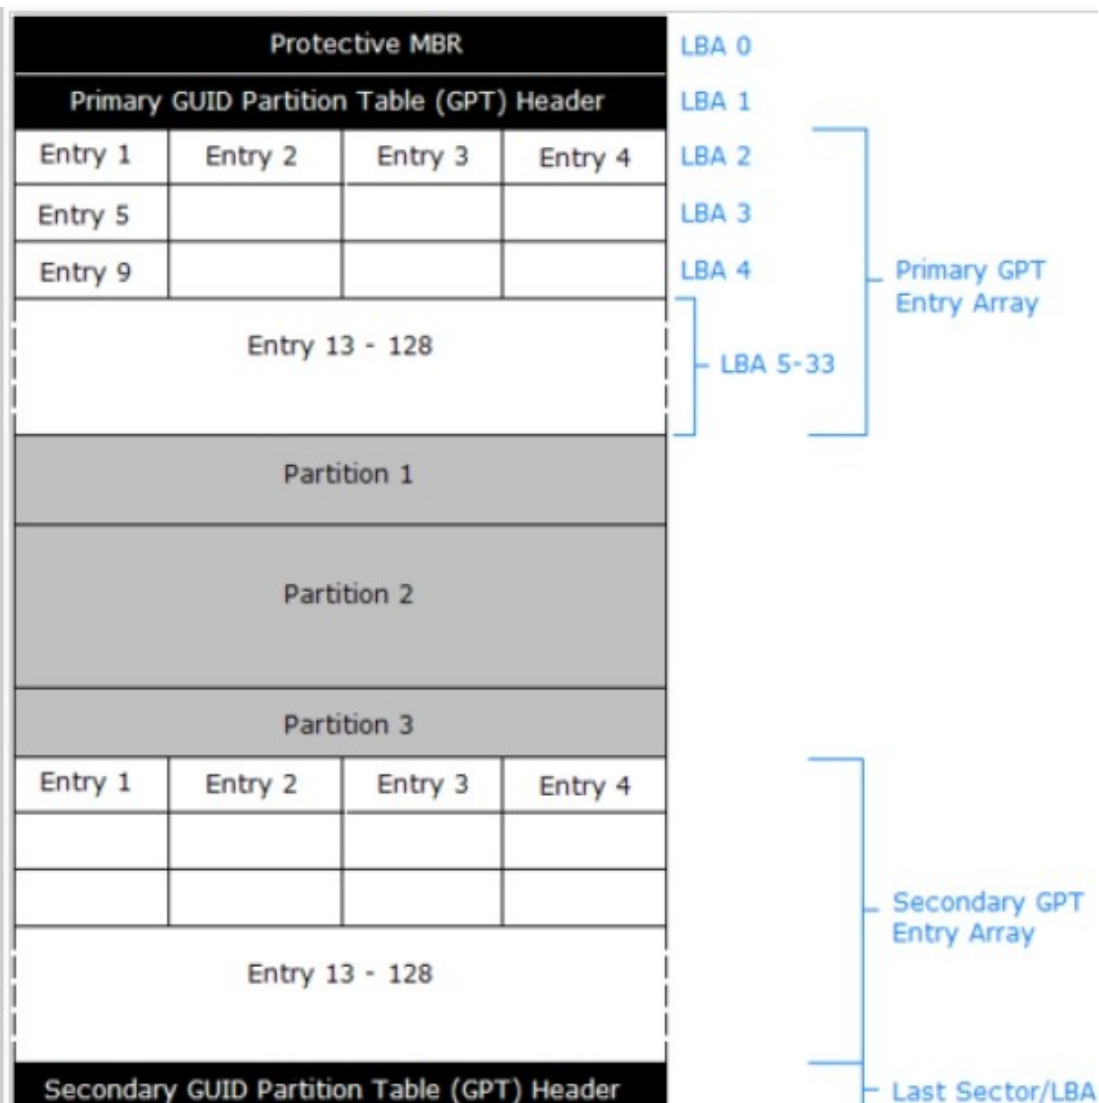 Protective MBR
LBA 0
Primary GUID Partition Table (GPT) Header
LBA 1
Entry 1 Entry 2 Entry 3 Entry 4
LBA 2
Entry 5
LBA 3
Entry 9
LBA 4
Primary GPT
Entry Array
Entry 13 - 128
LBA 5-33
Partition 1
Partition 2
Partition 3
Entry 1 Entry 2 Entry 3 Entry 4
Secondary GPT
Entry Array
Entry 13 - 128
Secondary GUID Partition Table (GPT) Header
Last Sector/LBA